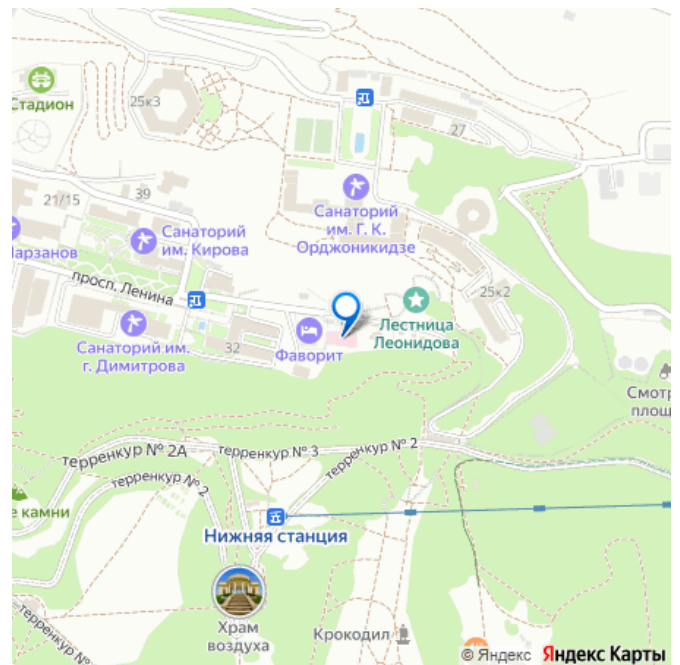 25к3
Стадион
27
39
21/15
Санаторий
им. Г. К.
Орджоникидзе
Санаторий
им. Кирова
Нарзанов
просп. Ленина
25к2
Лестница
Леонидова
Фаворит
32
Санаторий им.
г. Димитрова
Смотр
площ
терренкур № 2А
терренкур № 3
терренкур № 2
терренкур № 2
е камни
Нижняя станция
Храм
воздуха
Крокодил
© Яндекс Яндекс Карты